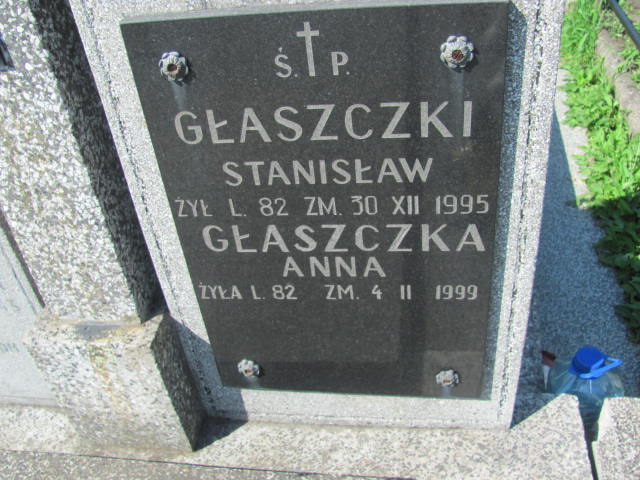 Ś. P.
GŁASZCZKI
STANISŁAW
ŻYŁ L. 82 ZM. 30 XII 1995
GŁASZCZKA
ANNA
ŻYŁA L. 82 ZM. 4 II 1999